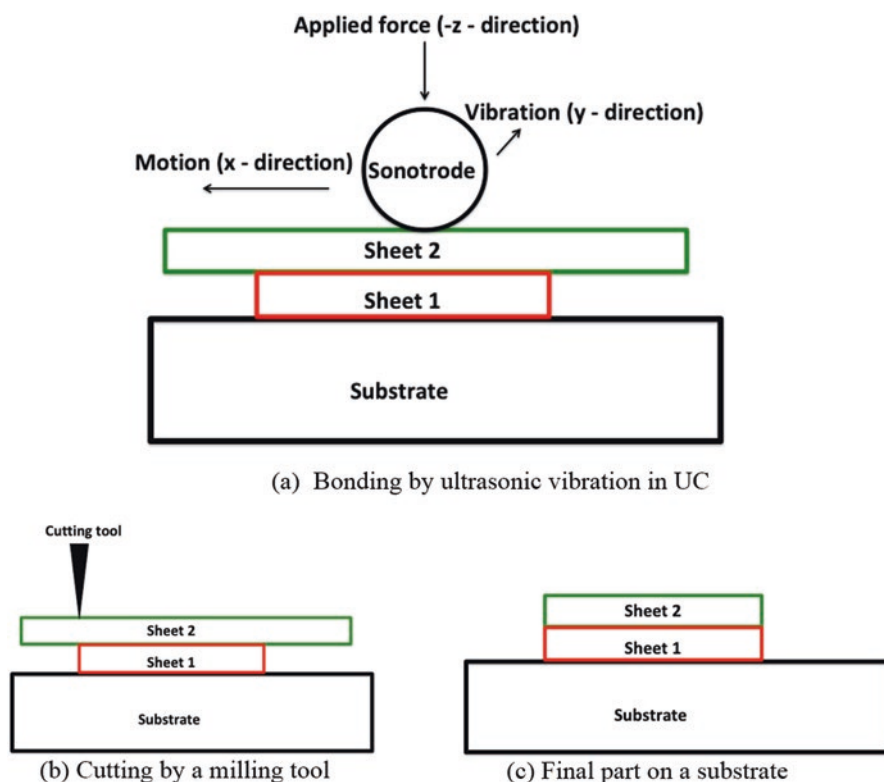 Applied force (-z - direction)
Vibration (y - direction)
Motion (x - direction)
Sonotrode
Sheet 2
Sheet 1
Substrate
(a) Bonding by ultrasonic vibration in UC
Cutting tool
Sheet 2
Sheet 1
Substrate
(b) Cutting by a milling tool
Sheet 2
Sheet 1
Substrate
(c) Final part on a substrate